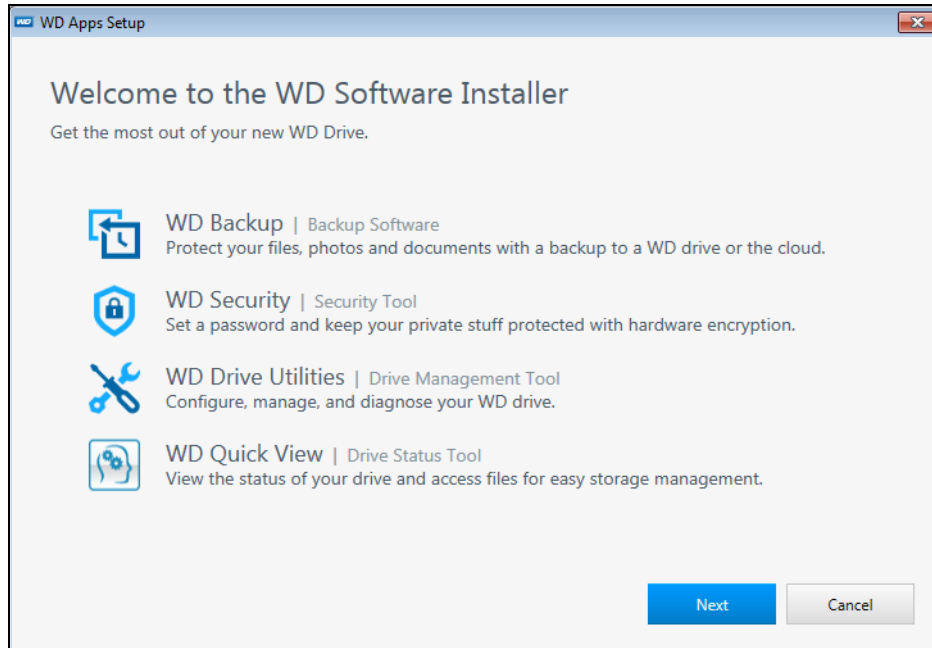 WD WD Apps Setup
Welcome to the WD Software Installer
Get the most out of your new WD Drive.
WD Backup | Backup Software
Protect your files, photos and documents with a backup to a WD drive or the cloud.
WD Security | Security Tool
Set a password and keep your private stuff protected with hardware encryption.
WD Drive Utilities | Drive Management Tool
Configure, manage, and diagnose your WD drive.
WD Quick View | Drive Status Tool
View the status of your drive and access files for easy storage management.
Next Cancel